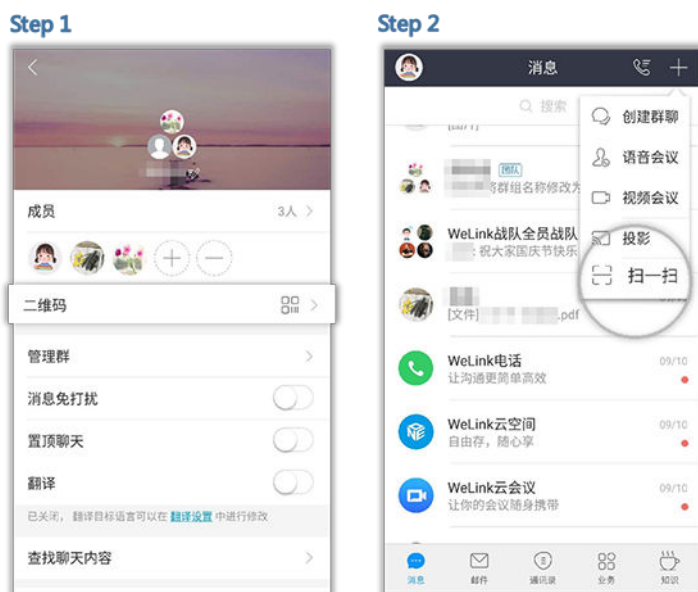 Step 1
成员
3人
二维码
管理群
消息免打扰
置顶聊天
翻译
已关闭，翻译目标语言可以在 翻译设置 中进行修改
查找聊天内容
Step 2
消息
搜索
创建群聊
语音会议
视频会议
投影
扫一扫
团队
将群组名称修改为
WeLink战队全员战队
: 祝大家国庆节快乐
[文件] .pdf
WeLink电话
09/10
让沟通更简单高效
WeLink云空间
09/10
自由存，随心享
WeLink云会议
09/10
让你的会议随身携带
消息
邮件
通讯录
业务
知识